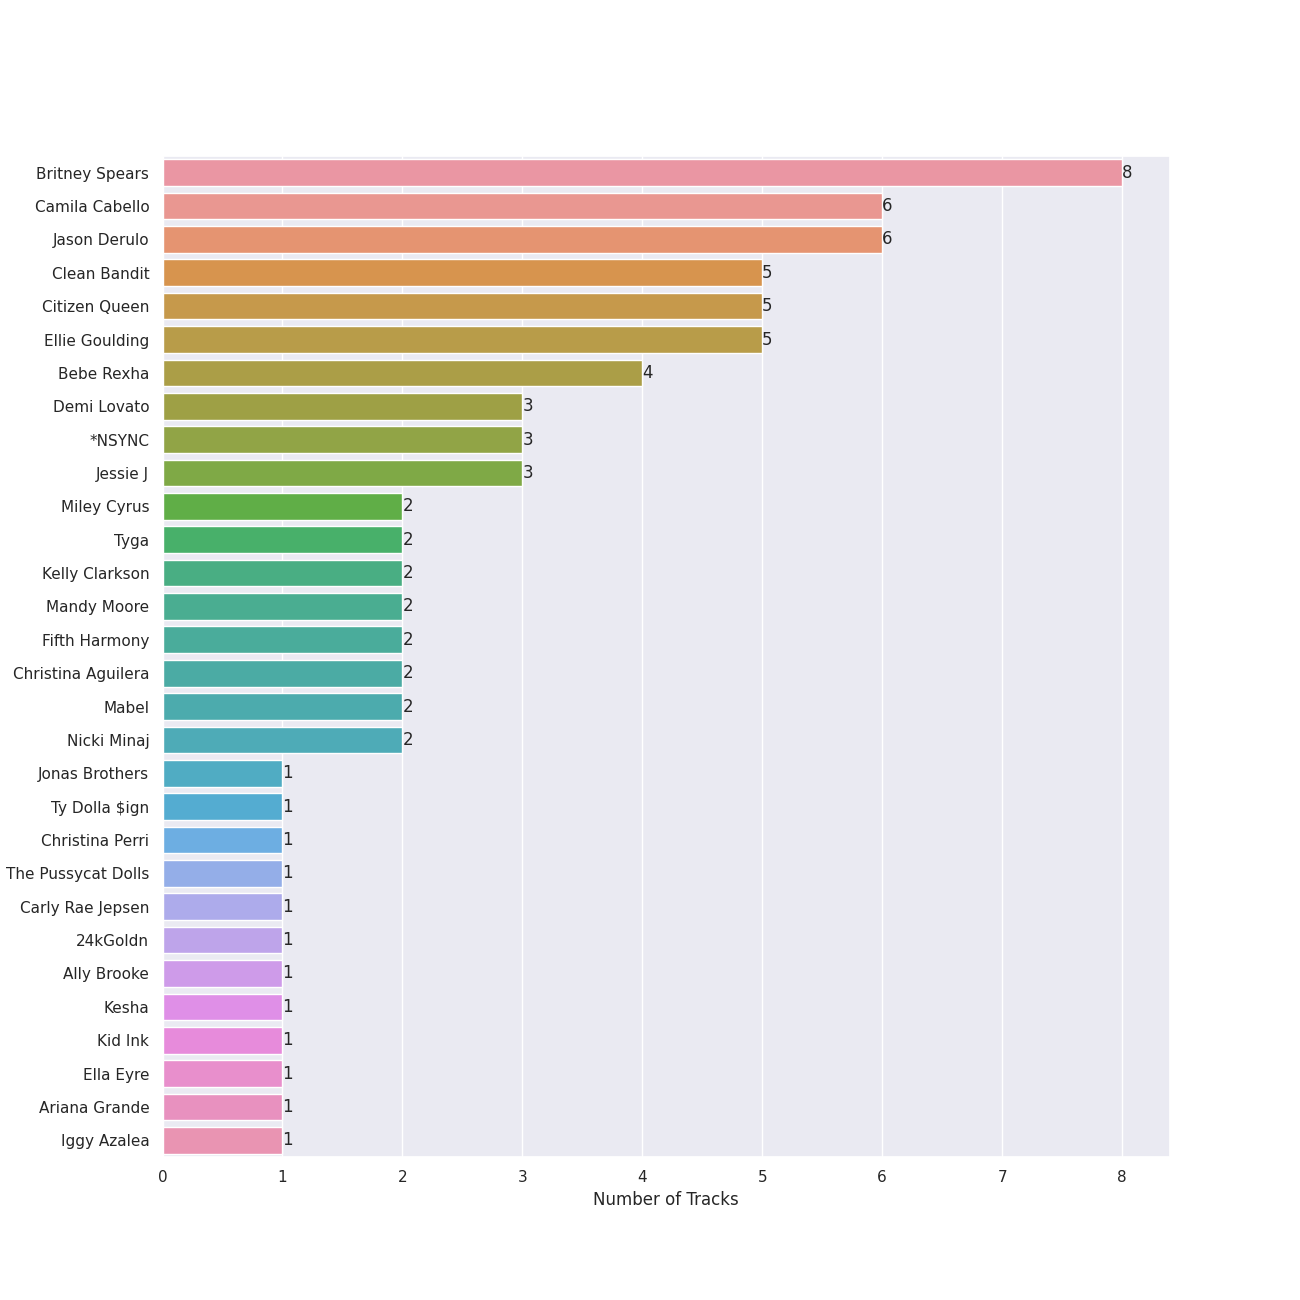 Britney Spears 8
Camila Cabello 6
Jason Derulo 6
Clean Bandit 5
Citizen Queen 5
Ellie Goulding 5
Bebe Rexha 4
Demi Lovato 3
*NSYNC 3
Jessie J 3
Miley Cyrus 2
Tyga 2
Kelly Clarkson 2
Mandy Moore 2
Fifth Harmony 2
Christina Aguilera 2
Mabel 2
Nicki Minaj 2
Jonas Brothers 1
Ty Dolla $ign 1
Christina Perri 1
The Pussycat Dolls 1
Carly Rae Jepsen 1
24kGoldn 1
Ally Brooke 1
Kesha 1
Kid Ink 1
Ella Eyre 1
Ariana Grande 1
Iggy Azalea 1
0 1 2 3 4 5 6 7 8
Number of Tracks